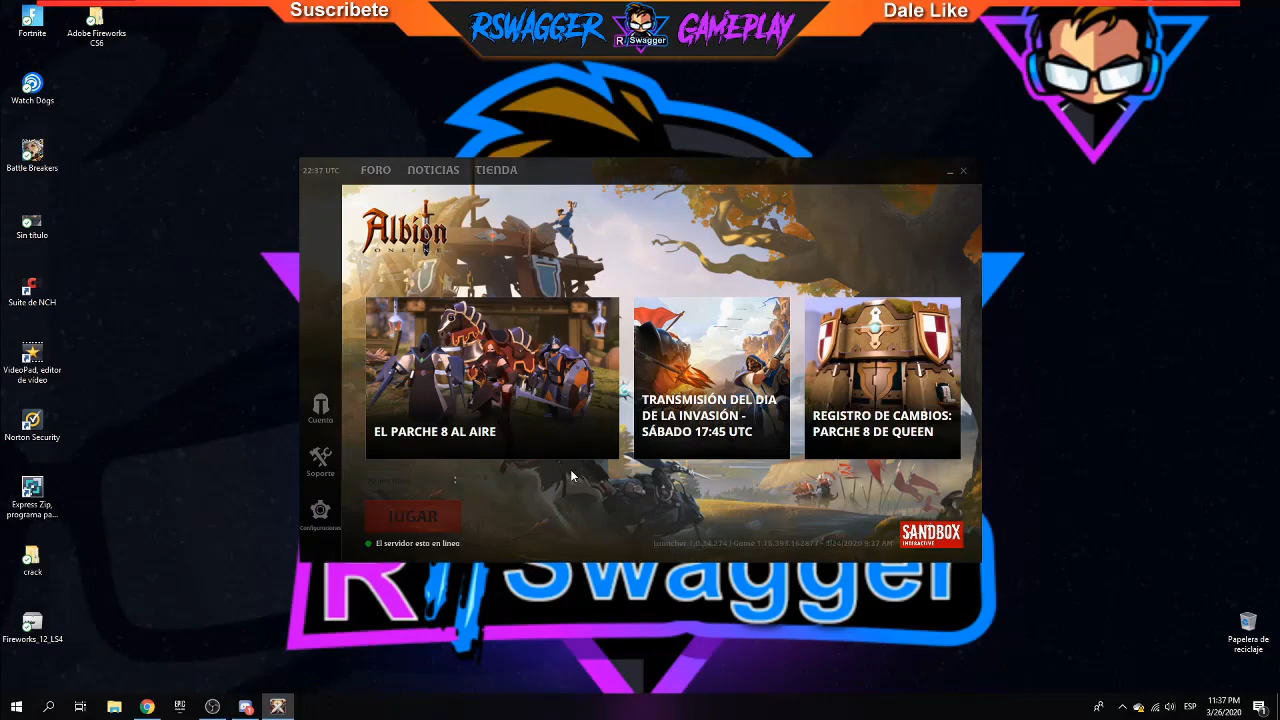 Suscribete
RSWAGGER
R Swagger
GAMEPLAY
Dale Like
Fortnite
Adobe Fireworks
CS6
Watch Dogs
Battle Breakers
Sin título
Suite de NCH
VideoPad, editor
de vídeo
Norton Security
Express Zip,
programa pa...
crack
Fireworks_12_LS4
22:37 UTC
FORO
NOTICIAS
TIENDA
Albion
ONLINE
EL PARCHE 8 AL AIRE
TRANSMISIÓN DEL DIA
DE LA INVASIÓN -
SÁBADO 17:45 UTC
REGISTRO DE CAMBIOS:
PARCHE 8 DE QUEEN
Cuenta
Soporte
Configuraciones
JUGAR
El servidor esta en línea
SANDBOX
INTERACTIVE
R Swagger
Papelera de
reciclaje
EPIC
ESP
11:37 PM
3/26/2020